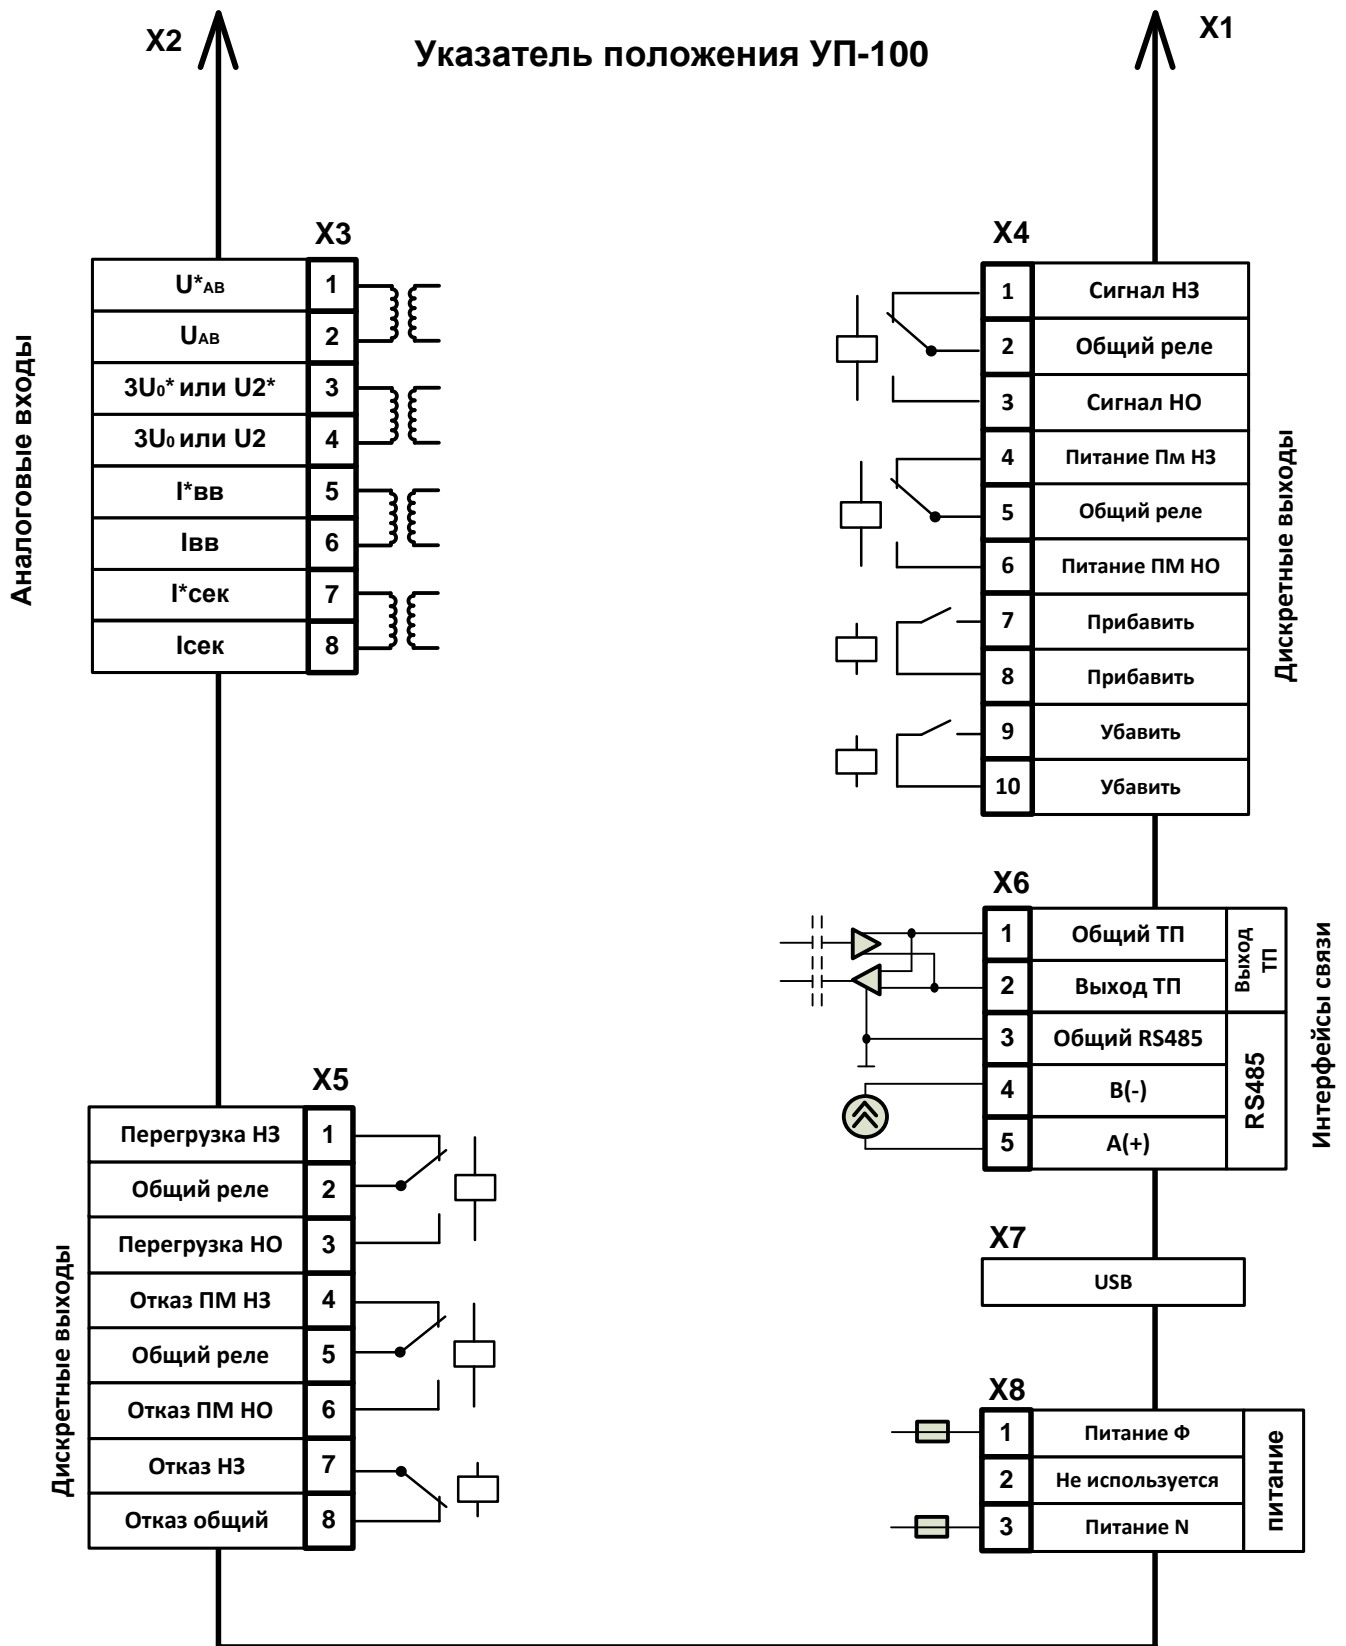 X2
Указатель положения УП-100
X1
Аналоговые входы
X3
U*АВ 1
UАВ 2
3U0* или U2* 3
3U0 или U2 4
I*вв 5
Iвв 6
I*сек 7
Iсек 8
X4
1 Сигнал НЗ
2 Общий реле
3 Сигнал НО
4 Питание Пм НЗ
5 Общий реле
6 Питание ПМ НО
7 Прибавить
8 Прибавить
9 Убавить
10 Убавить
Дискретные выходы
X6
1 Общий ТП
2 Выход ТП
Выход
ТП
3 Общий RS485
4 В(-)
5 А(+)
RS485
Интерфейсы связи
Дискретные выходы
X5
Перегрузка НЗ 1
Общий реле 2
Перегрузка НО 3
Отказ ПМ НЗ 4
Общий реле 5
Отказ ПМ НО 6
Отказ НЗ 7
Отказ общий 8
X7
USB
X8
1 Питание Ф
2 Не используется
3 Питание N
питание